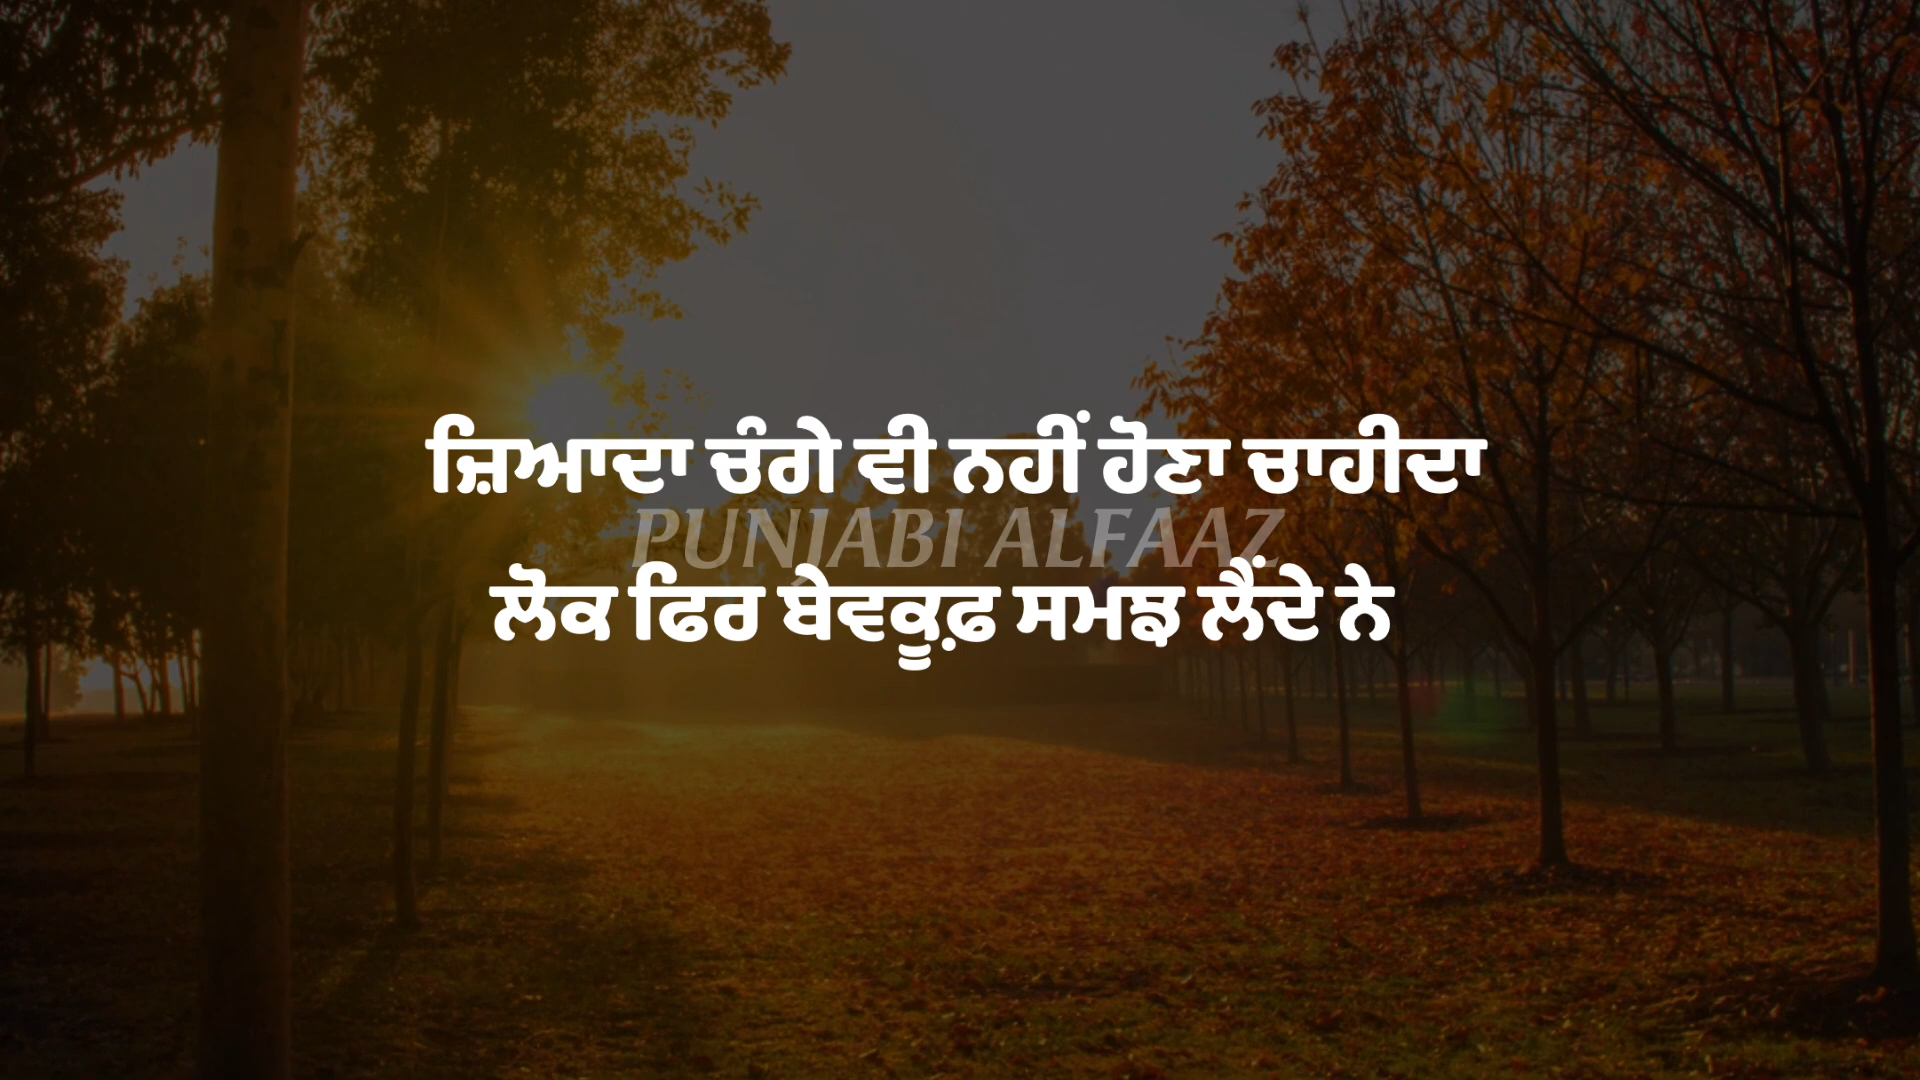 ਜ਼ਿਆਦਾ ਚੰਗੇ ਵੀ ਨਹੀਂ ਹੋਣਾ ਚਾਹੀਦਾ
PUNJABI ALFAAZ
ਲੋਕ ਫਿਰ ਬੇਵਕੂਫ਼ ਸਮਝ ਲੈਂਦੇ ਨੇ